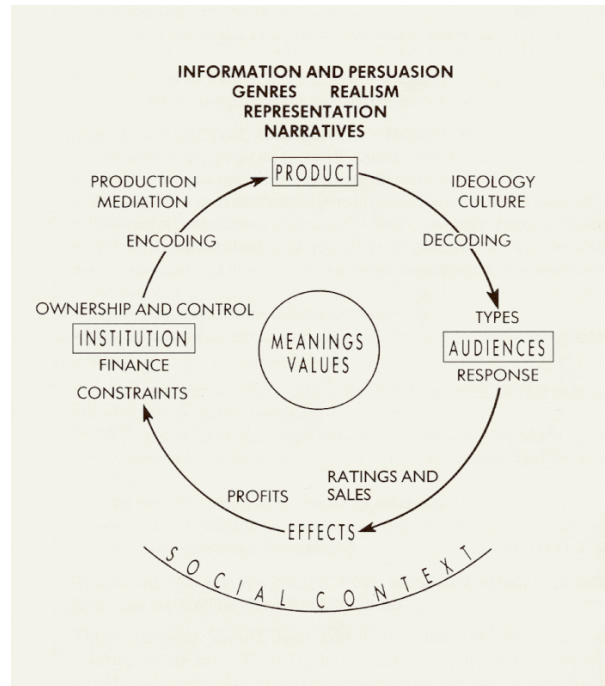 INFORMATION AND PERSUASION
GENRES REALISM
REPRESENTATION
NARRATIVES
PRODUCT
PRODUCTION
MEDIATION
IDEOLOGY
CULTURE
ENCODING
DECODING
OWNERSHIP AND CONTROL
INSTITUTION
FINANCE
CONSTRAINTS
MEANINGS
VALUES
TYPES
AUDIENCES
RESPONSE
RATINGS AND
SALES
PROFITS
EFFECTS
SOCIAL CONTEXT